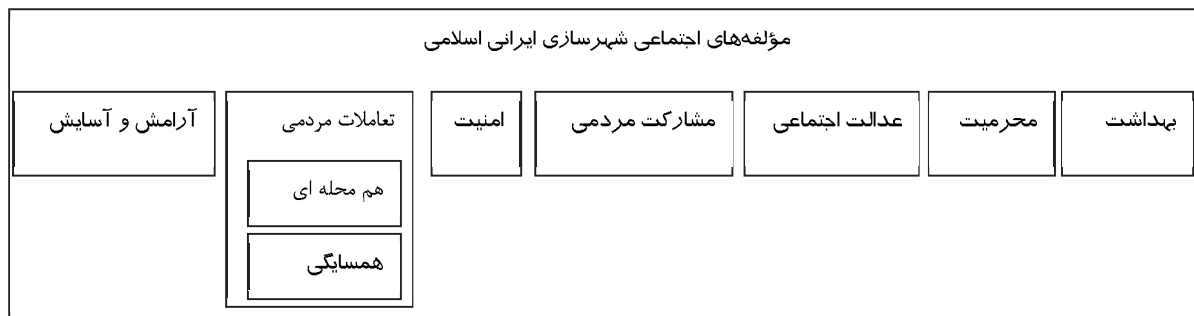 مؤلفه‌های اجتماعی شهرسازی ایرانی اسلامی
بهداشت
محرمیت
عدالت اجتماعی
مشارکت مردمی
امنیت
تعاملات مردمی
هم محله ای
همسایگی
آرامش و آسایش